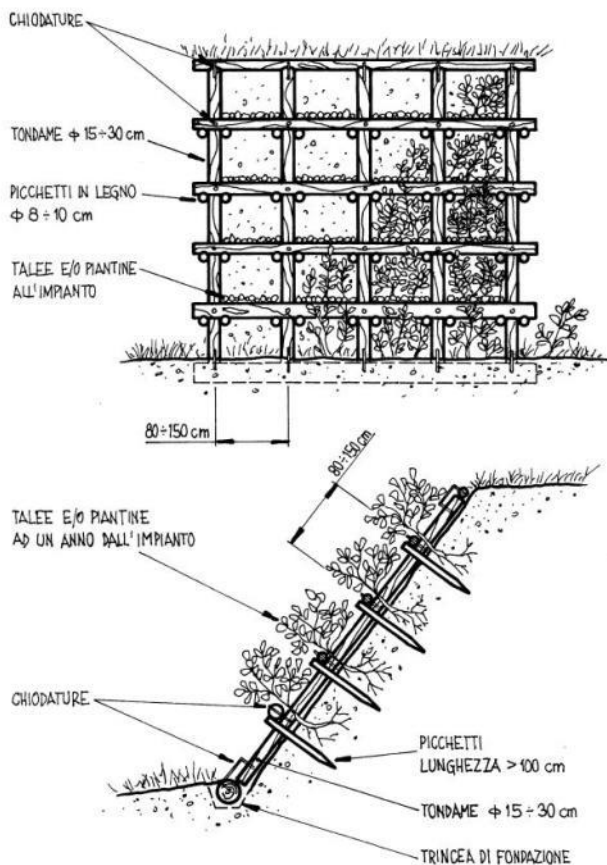 CHIODATURE
TONDAME Φ 15÷30 cm
PICCHETTI IN LEGNO
Φ 8÷10 cm
TALEE E/O PIANTINE
ALL'IMPIANTO
80÷150 cm
80÷150 cm
TALEE E/O PIANTINE
AD UN ANNO DALL'IMPIANTO
CHIODATURE
PICCHETTI
LUNGHEZZA > 100 cm
TONDAME Φ 15÷30 cm
TRINCEA DI FONDAZIONE